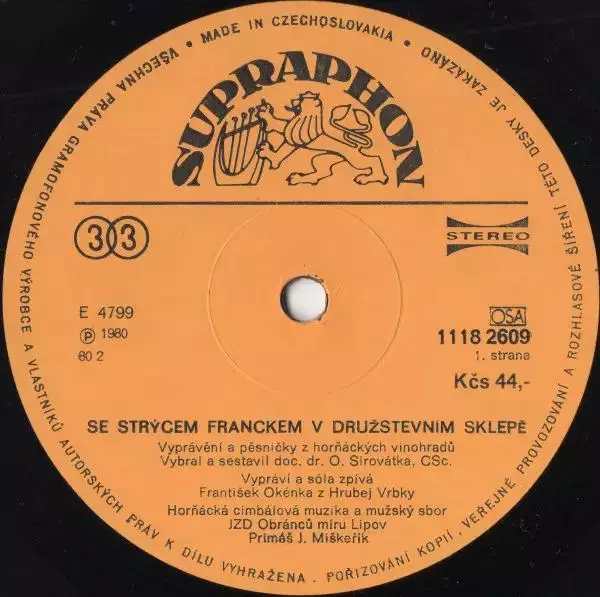 VŠECHNA PRÁVA GRAMOFONOVÉHO VÝROBCE A VLASTNÍKŮ AUTORSKÝCH PRÁV K DÍLU VYHRAŽENA. POŘIZOVÁNÍ KOPIÍ, VEŘEJNÉ PROVOZOVÁNÍ A ROZHLASOVÉ ŠÍŘENÍ TÉTO DESKY JE ZAKÁZÁNO • MADE IN CZECHOSLOVAKIA •
SUPRAPHON
33
STEREO
E 4799
Ⓟ 1980
60 2
OSA
1118 2609
1. strana
Kčs 44,-
SE STRÝCEM FRANCKEM V DRUŽSTEVNÍM SKLEPĚ
Vyprávění a pěsničky z horňáckých vinohradů
Vybral a sestavil doc. dr. O. Sirovátka, CSc.
Vypráví a sóla zpívá
František Okénka z Hrubej Vrbky
Horňácká cimbálová muzika a mužský sbor
JZD Obránců míru Lipov
Primáš J. Miškeřík